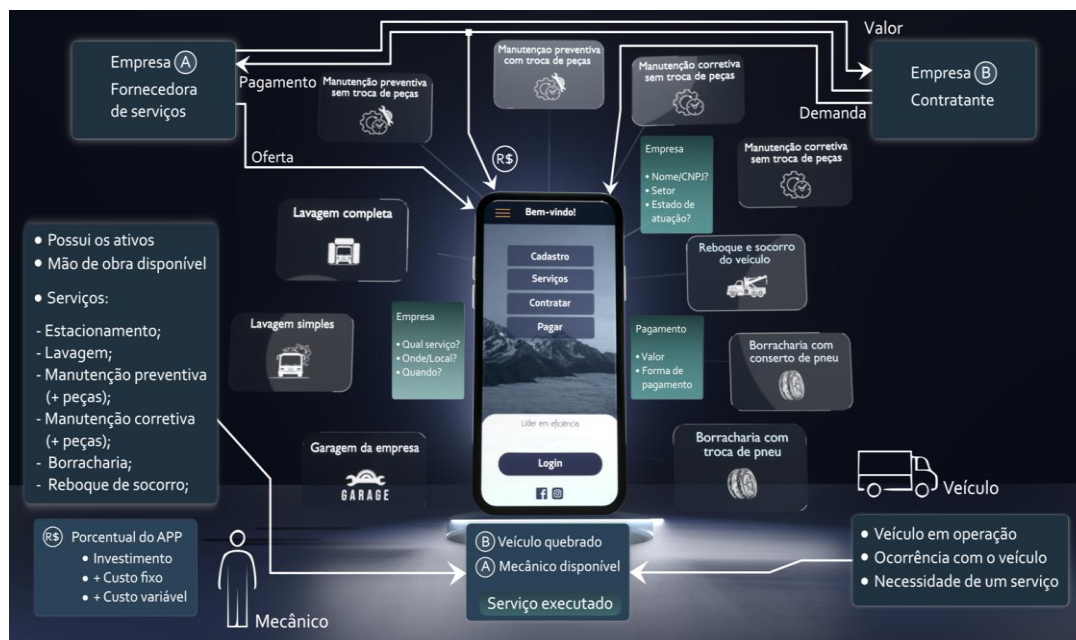 Valor
Empresa A
Fornecedora
de serviços
Pagamento
Oferta
Manutenção preventiva
sem troca de peças
Manutençao preventiva
com troca de peças
Manutenção corretiva
sem troca de peças
Empresa B
Contratante
Demanda
R$
Empresa
• Nome/CNPJ?
• Setor
• Estado de
atuação?
Manutenção corretiva
sem troca de peças
• Possui os ativos
• Mão de obra disponível
• Serviços:
- Estacionamento;
- Lavagem;
- Manutenção preventiva
(+ peças);
- Manutenção corretiva
(+ peças);
- Borracharia;
- Reboque de socorro;
Lavagem completa
Lavagem simples
Empresa
• Qual serviço?
• Onde/Local?
• Quando?
Garagem da empresa
GARAGE
Bem-vindo!
Cadastro
Serviços
Contratar
Pagar
Líder em eficiência
Login
Reboque e socorro
do veículo
Pagamento
• Valor
• Forma de
pagamento
Borracharia com
conserto de pneu
Borracharia com
troca de pneu
Veículo
R$ Porcentual do APP
• Investimento
• + Custo fixo
• + Custo variável
Mecânico
B Veículo quebrado
A Mecânico disponível
Serviço executado
• Veículo em operação
• Ocorrência com o veículo
• Necessidade de um serviço